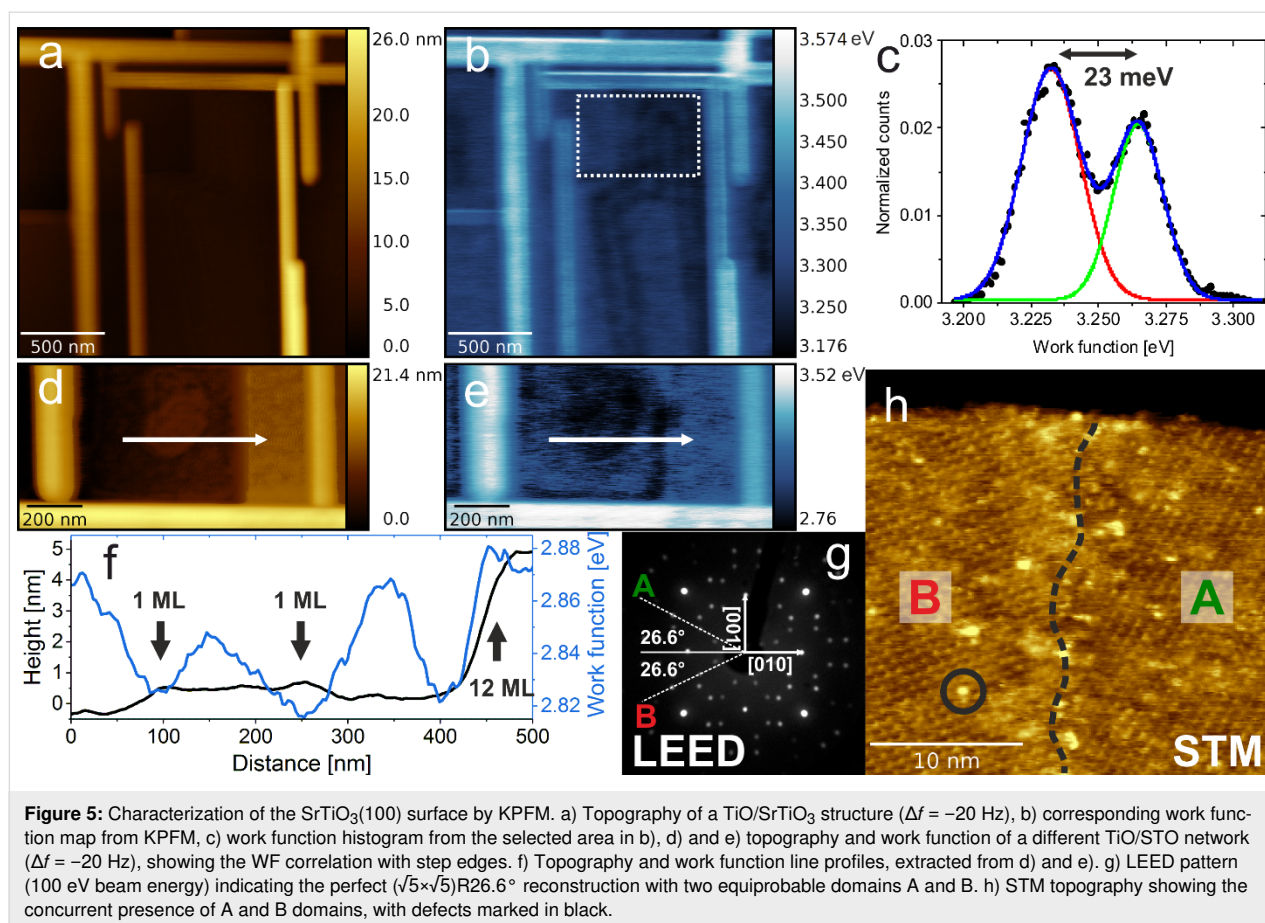 a
26.0 nm
20.0
15.0
10.0
5.0
0.0
500 nm
b
3.574 eV
3.500
3.450
3.400
3.350
3.300
3.250
3.176
500 nm
c
23 meV
0.03
0.02
0.01
0.00
Normalized counts
3.200 3.225 3.250 3.275 3.300
Work function [eV]
d
21.4 nm
0.0
200 nm
e
3.52 eV
2.76
200 nm
f
5
4
3
2
1
0
Height [nm]
1 ML
1 ML
12 ML
2.88
2.86
2.84
2.82
Work function [eV]
0 100 200 300 400 500
Distance [nm]
g
A
26.6°
26.6°
B
[001]
[010]
LEED
h
B
A
10 nm
STM
Figure 5: Characterization of the SrTiO₃(100) surface by KPFM. a) Topography of a TiO/SrTiO₃ structure (Δf = −20 Hz), b) corresponding work func-
tion map from KPFM, c) work function histogram from the selected area in b), d) and e) topography and work function of a different TiO/STO network
(Δf = −20 Hz), showing the WF correlation with step edges. f) Topography and work function line profiles, extracted from d) and e). g) LEED pattern
(100 eV beam energy) indicating the perfect (√5×√5)R26.6° reconstruction with two equiprobable domains A and B. h) STM topography showing the
concurrent presence of A and B domains, with defects marked in black.